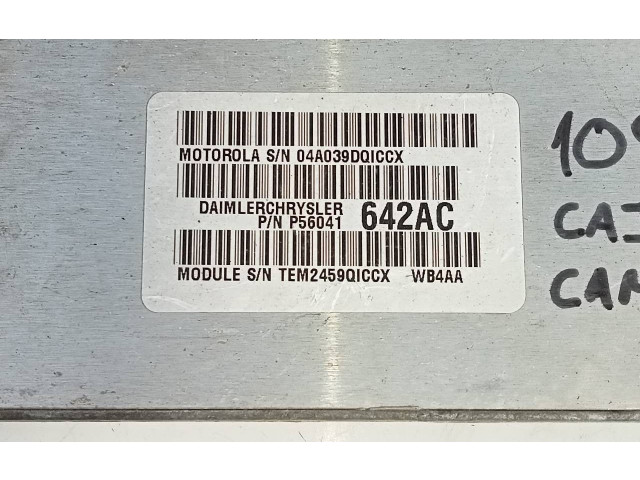 MOTOROLA S/N 04A039DQICCX
DAIMLERCHRYSLER
P/N P56041 642AC
MODULE S/N TEM2459QICCX WB4AA